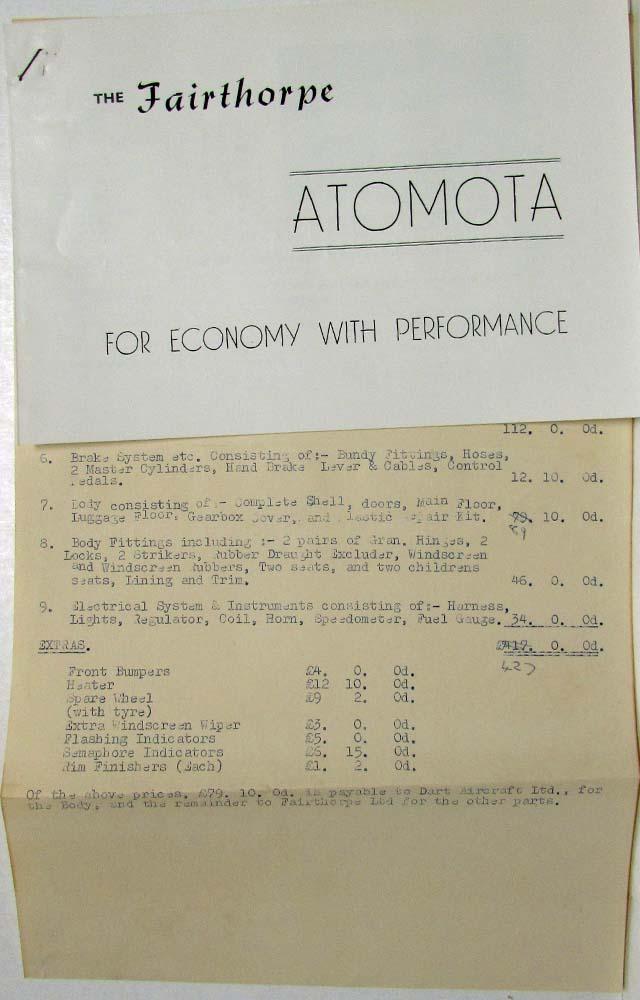 THE Fairthorpe
ATOMOTA
FOR ECONOMY WITH PERFORMANCE
112. 0. 0d.
6. Brake System etc. Consisting of:- Bundy Fittings, Hoses,
2 Master Cylinders, Hand Brake Lever & Cables, Control
Pedals. 12. 10. 0d.
7. Body consisting of:- Complete Shell, doors, Main Floor,
Luggage Floor, Gearbox Cover, and Plastic Repair Kit. 79. 10. 0d.
89
8. Body Fittings including :- 2 pairs of Gran. Hinges, 2
Locks, 2 Strikers, Rubber Draught Excluder, Windscreen
and Windscreen Rubbers, Two seats, and two childrens
seats, Lining and Trim. 46. 0. 0d.
9. Electrical System & Instruments consisting of:- Harness,
Lights, Regulator, Coil, Horn, Speedometer, Fuel Gauge. 34. 0. 0d.
EXTRAS. £417. 0. 0d.
427
Front Bumpers £4. 0. 0d.
Heater £12 10. 0d.
Spare Wheel £9 2. 0d.
(with tyre)
Extra Windscreen Wiper £3. 0. 0d.
Flashing Indicators £5. 0. 0d.
Semaphore Indicators £6. 15. 0d.
Rim Finishers (Each) £1. 2. 0d.
Of the above prices, £79. 10. 0d. is payable to Dart Aircraft Ltd., for
the Body, and the remainder to Fairthorpe Ltd for the other parts.